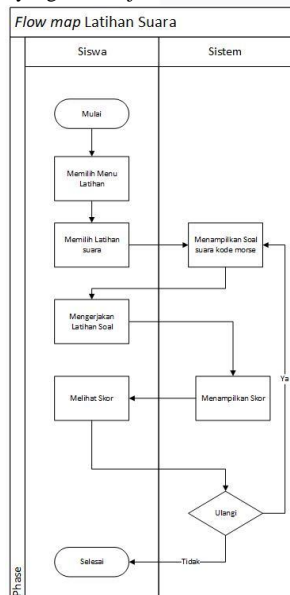 Flow map Latihan Suara
Siswa
Sistem
Mulai
Memilih Menu
Latihan
Memilih Latihan
suara
Menampilkan Soal
suara kode morse
Mengerjakan
Latihan Soal
Ya
Melihat Skor
Menampilkan Skor
Ulangi
Selesai
Tidak
Phase